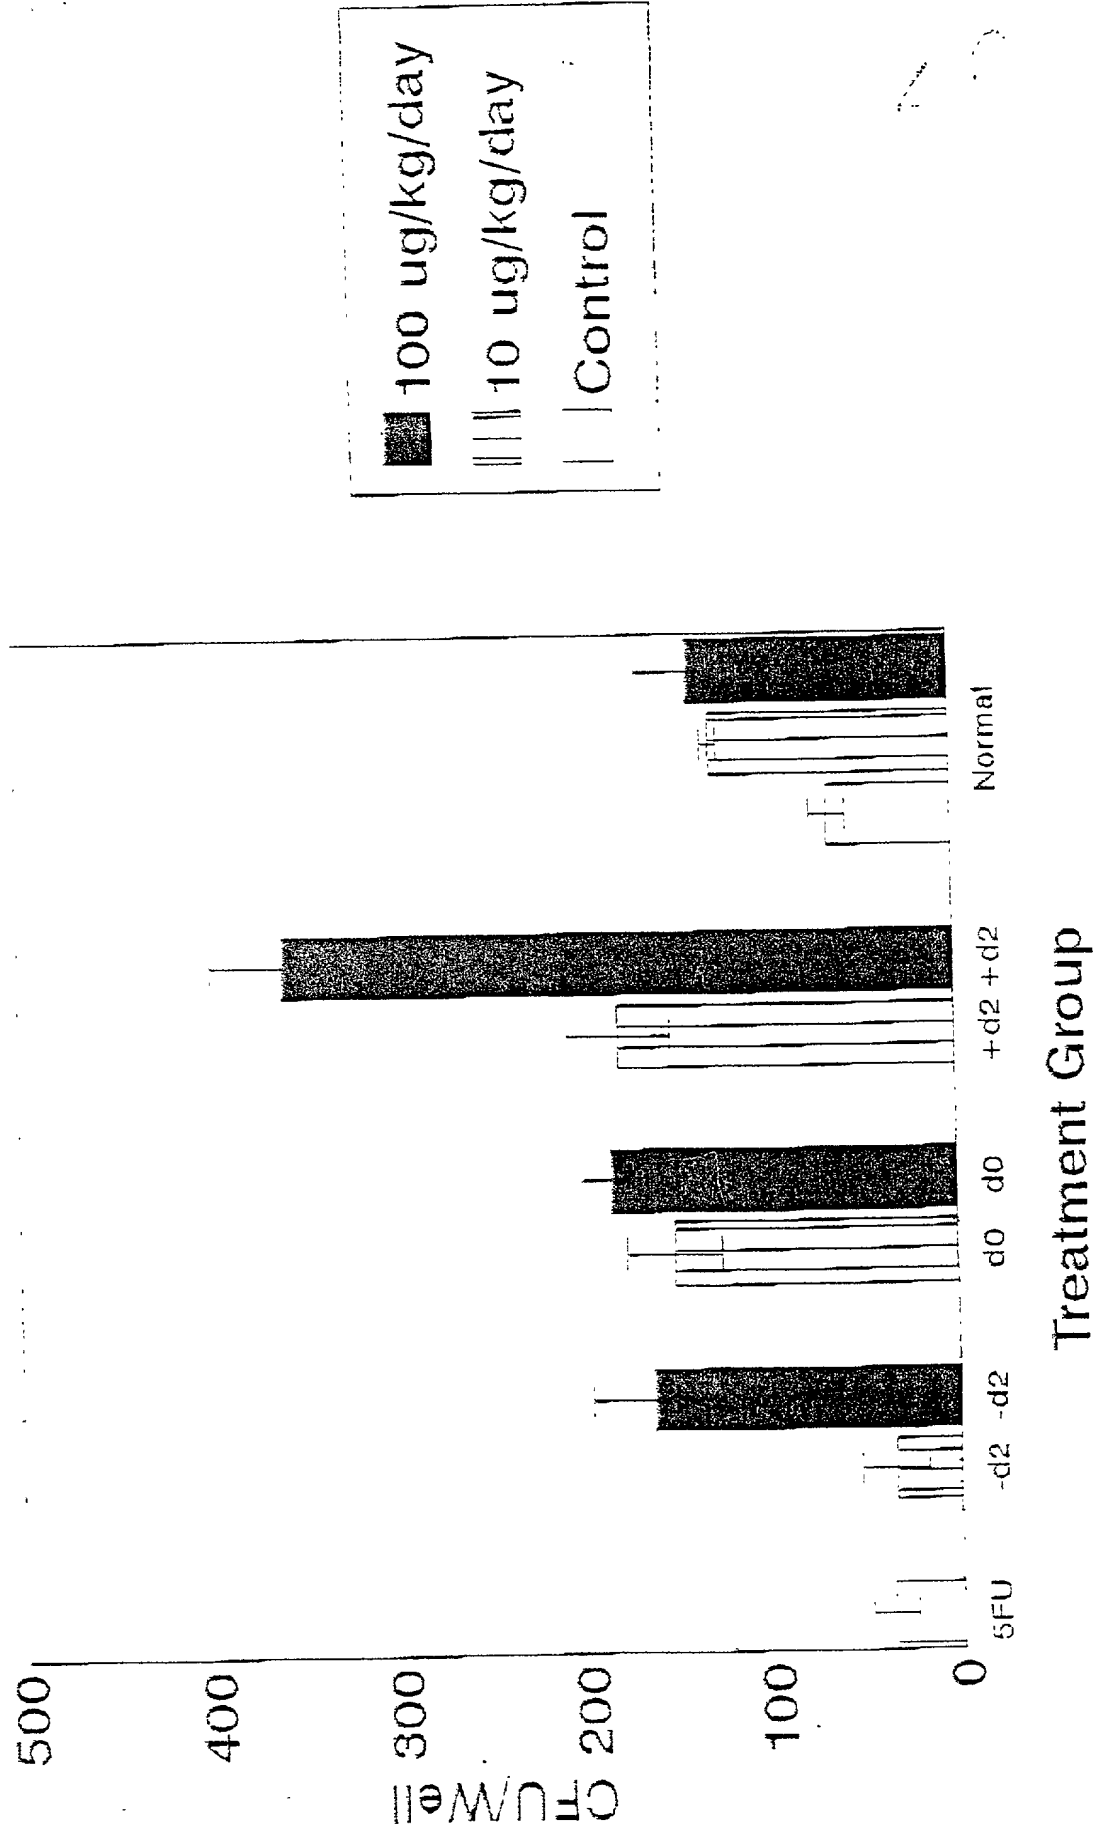 CFU/Well
500
400
300
200
100
0
5FU
-d2
-d2
d0
d0
+d2
+d2
Normal
Treatment Group
100 ug/kg/day
10 ug/kg/day
Control